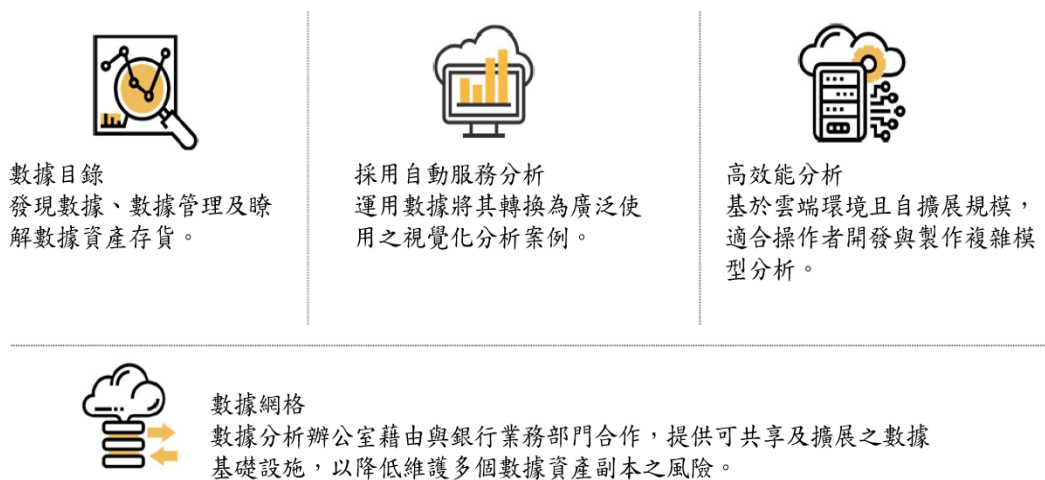 數據目錄
發現數據、數據管理及瞭
解數據資產存貨。
採用自動服務分析
運用數據將其轉換為廣泛使
用之視覺化分析案例。
高效能分析
基於雲端環境且自擴展規模，
適合操作者開發與製作複雜模
型分析。
數據網格
數據分析辦公室藉由與銀行業務部門合作，提供可共享及擴展之數據
基礎設施，以降低維護多個數據資產副本之風險。